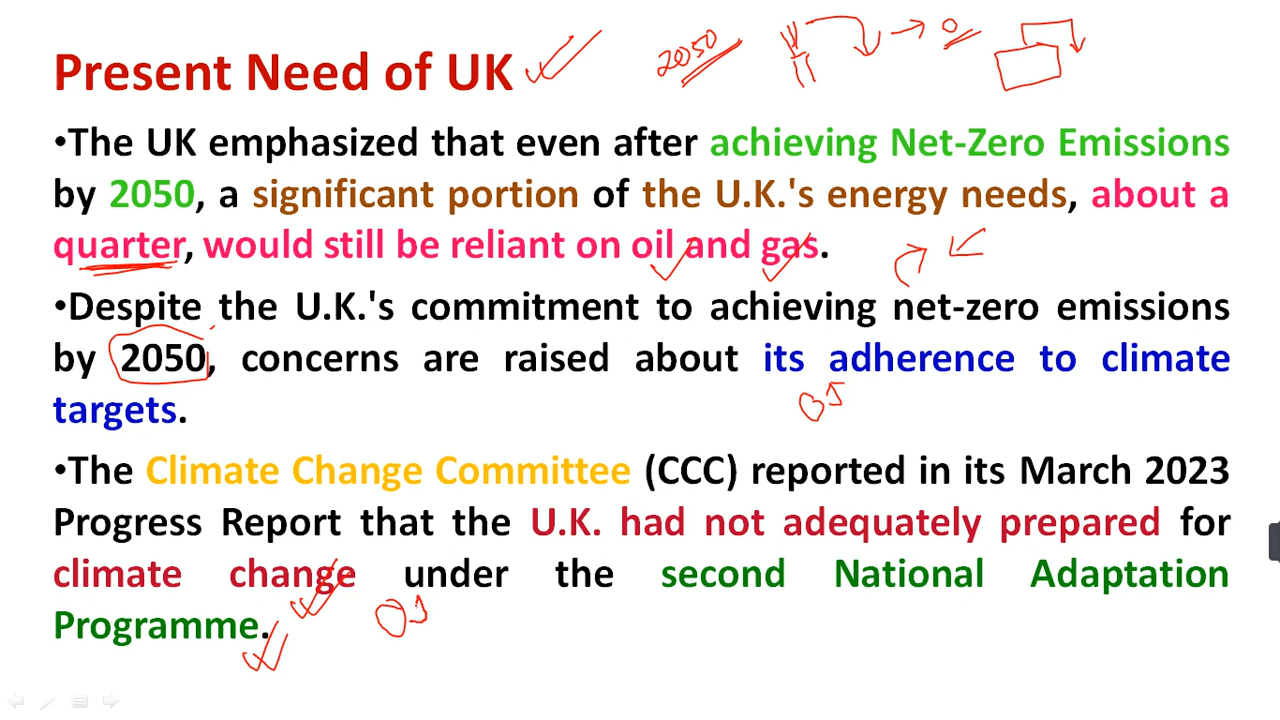 Present Need of UK
2050
•The UK emphasized that even after achieving Net-Zero Emissions
by 2050, a significant portion of the U.K.'s energy needs, about a
quarter, would still be reliant on oil and gas.
•Despite the U.K.'s commitment to achieving net-zero emissions
by 2050, concerns are raised about its adherence to climate
targets.
•The Climate Change Committee (CCC) reported in its March 2023
Progress Report that the U.K. had not adequately prepared for
climate change under the second National Adaptation
Programme.